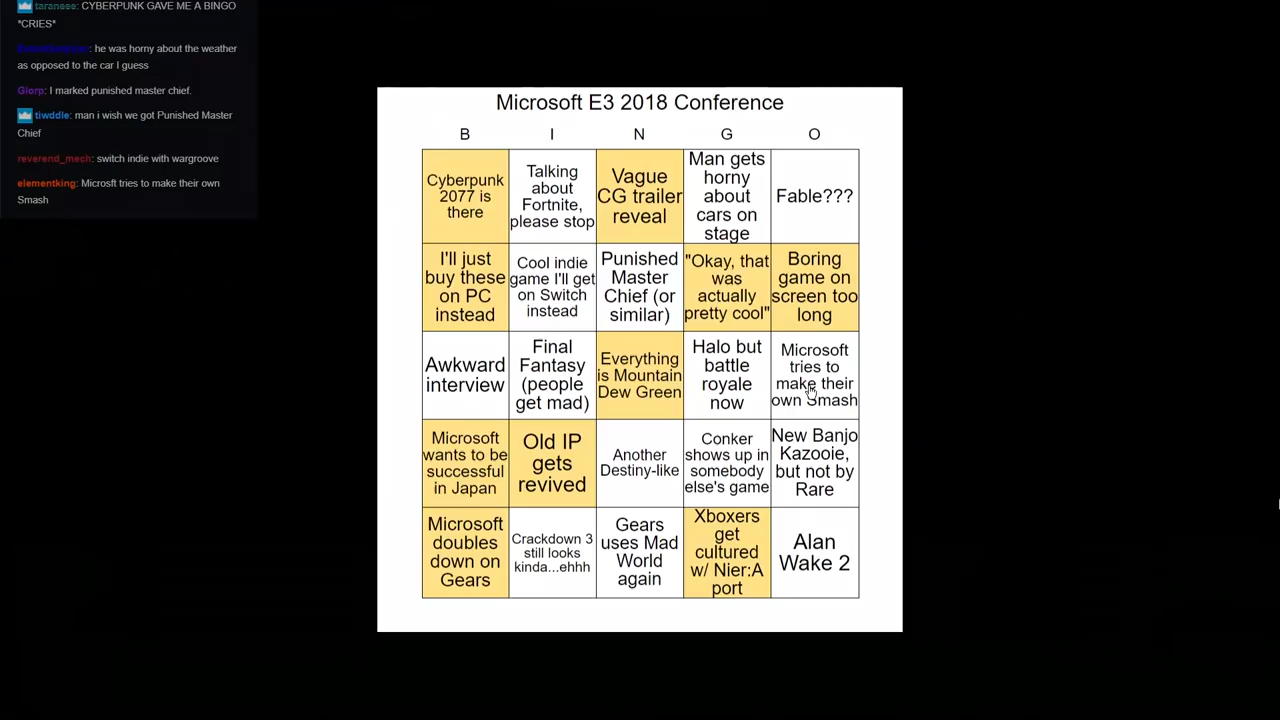 taraneee: CYBERPUNK GAVE ME A BINGO
*CRIES*
: he was horny about the weather
as opposed to the car I guess
Glorp: I marked punished master chief.
tiwddle: man i wish we got Punished Master
Chief
reverend_mech: switch indie with wargroove
elementking: Microsft tries to make their own
Smash
Microsoft E3 2018 Conference
B I N G O
Cyberpunk
2077 is
there
Talking
about
Fortnite,
please stop
Vague
CG trailer
reveal
Man gets
horny
about
cars on
stage
Fable???
I'll just
buy these
on PC
instead
Cool indie
game I'll get
on Switch
instead
Punished
Master
Chief (or
similar)
"Okay, that
was
actually
pretty cool"
Boring
game on
screen too
long
Awkward
interview
Final
Fantasy
(people
get mad)
Everything
is Mountain
Dew Green
Halo but
battle
royale
now
Microsoft
tries to
make their
own Smash
Microsoft
wants to be
successful
in Japan
Old IP
gets
revived
Another
Destiny-like
Conker
shows up in
somebody
else's game
New Banjo
Kazooie,
but not by
Rare
Microsoft
doubles
down on
Gears
Crackdown 3
still looks
kinda...ehhh
Gears
uses Mad
World
again
Xboxers
get
cultured
w/ Nier:A
port
Alan
Wake 2